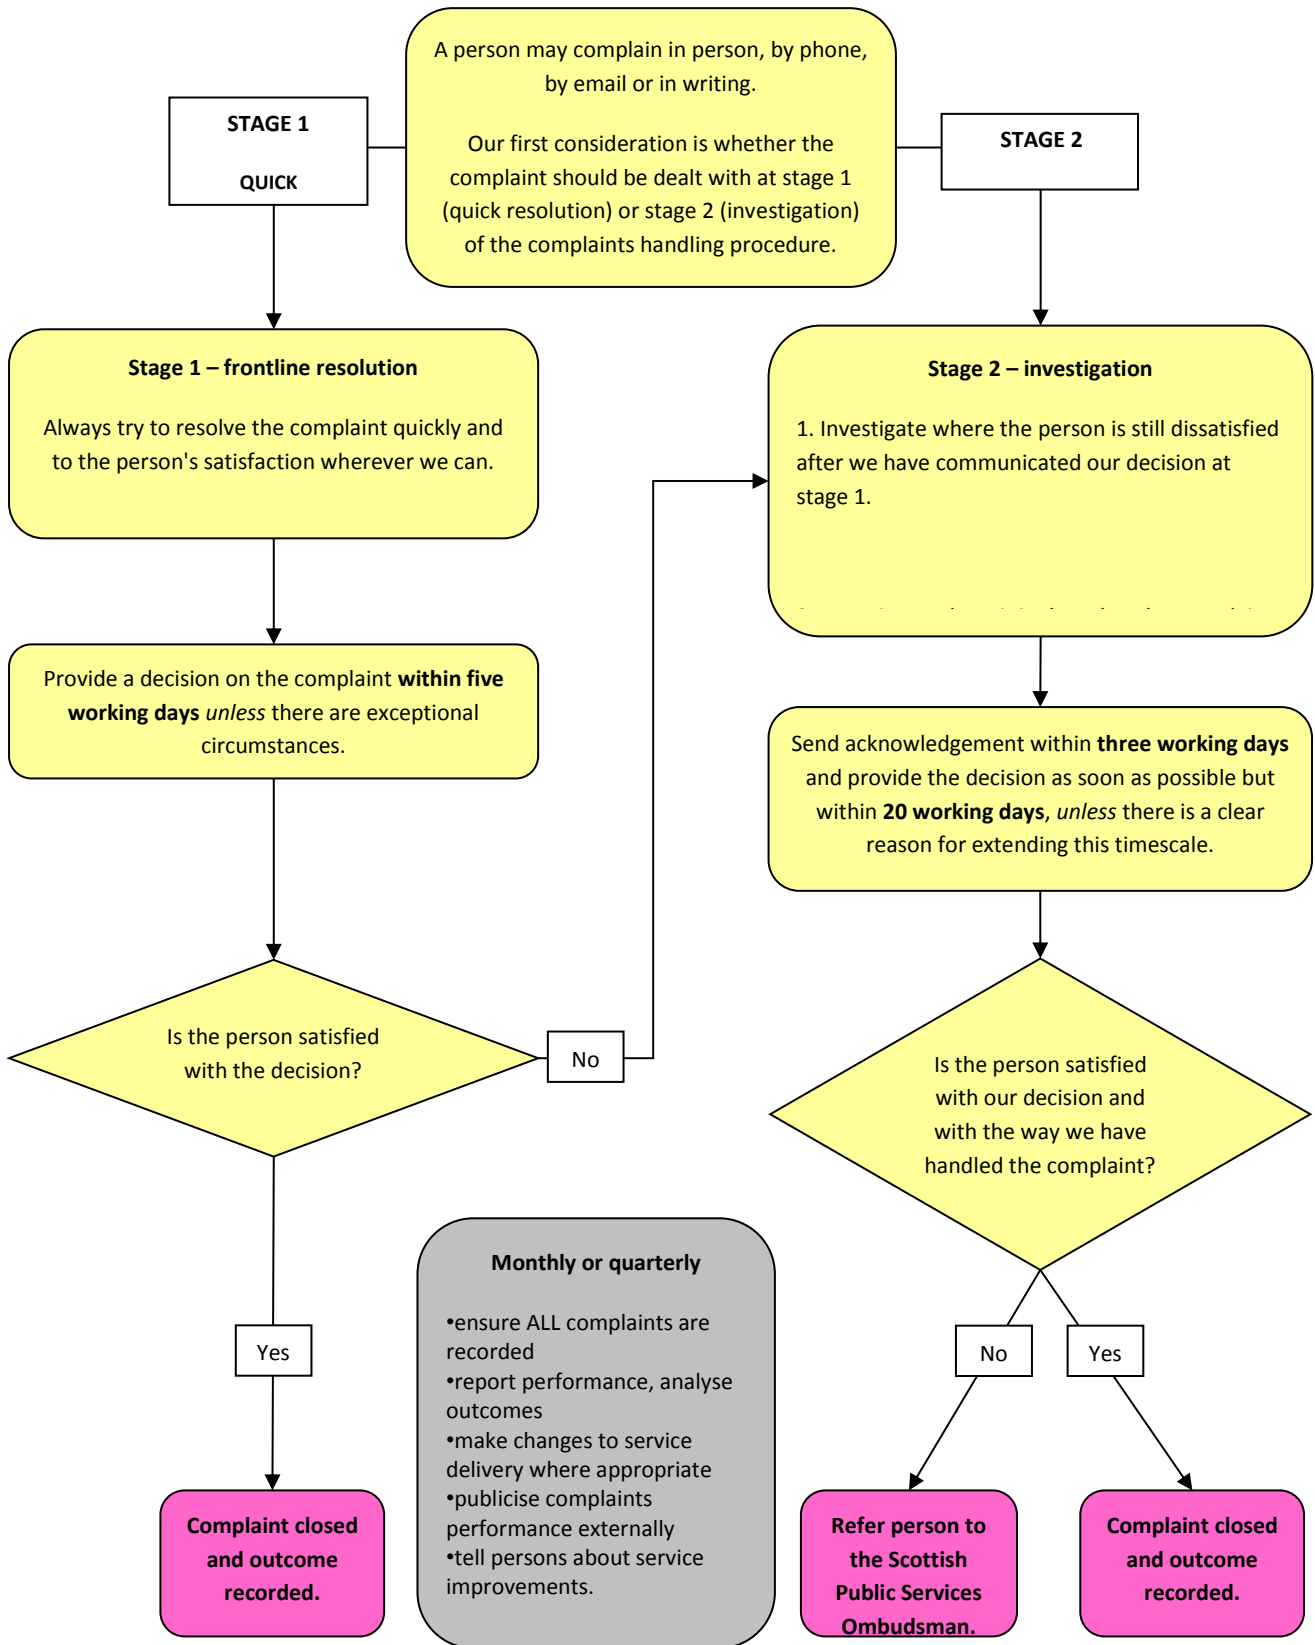 A person may complain in person, by phone,
by email or in writing.
Our first consideration is whether the
complaint should be dealt with at stage 1
(quick resolution) or stage 2 (investigation)
of the complaints handling procedure.
STAGE 1
QUICK
STAGE 2
Stage 1 – frontline resolution
Always try to resolve the complaint quickly and
to the person's satisfaction wherever we can.
Provide a decision on the complaint within five
working days unless there are exceptional
circumstances.
Is the person satisfied
with the decision?
No
Yes
Complaint closed
and outcome
recorded.
Stage 2 – investigation
1. Investigate where the person is still dissatisfied
after we have communicated our decision at
stage 1.
Send acknowledgement within three working days
and provide the decision as soon as possible but
within 20 working days, unless there is a clear
reason for extending this timescale.
Is the person satisfied
with our decision and
with the way we have
handled the complaint?
No
Yes
Refer person to
the Scottish
Public Services
Ombudsman.
Complaint closed
and outcome
recorded.
Monthly or quarterly
•ensure ALL complaints are
recorded
•report performance, analyse
outcomes
•make changes to service
delivery where appropriate
•publicise complaints
performance externally
•tell persons about service
improvements.